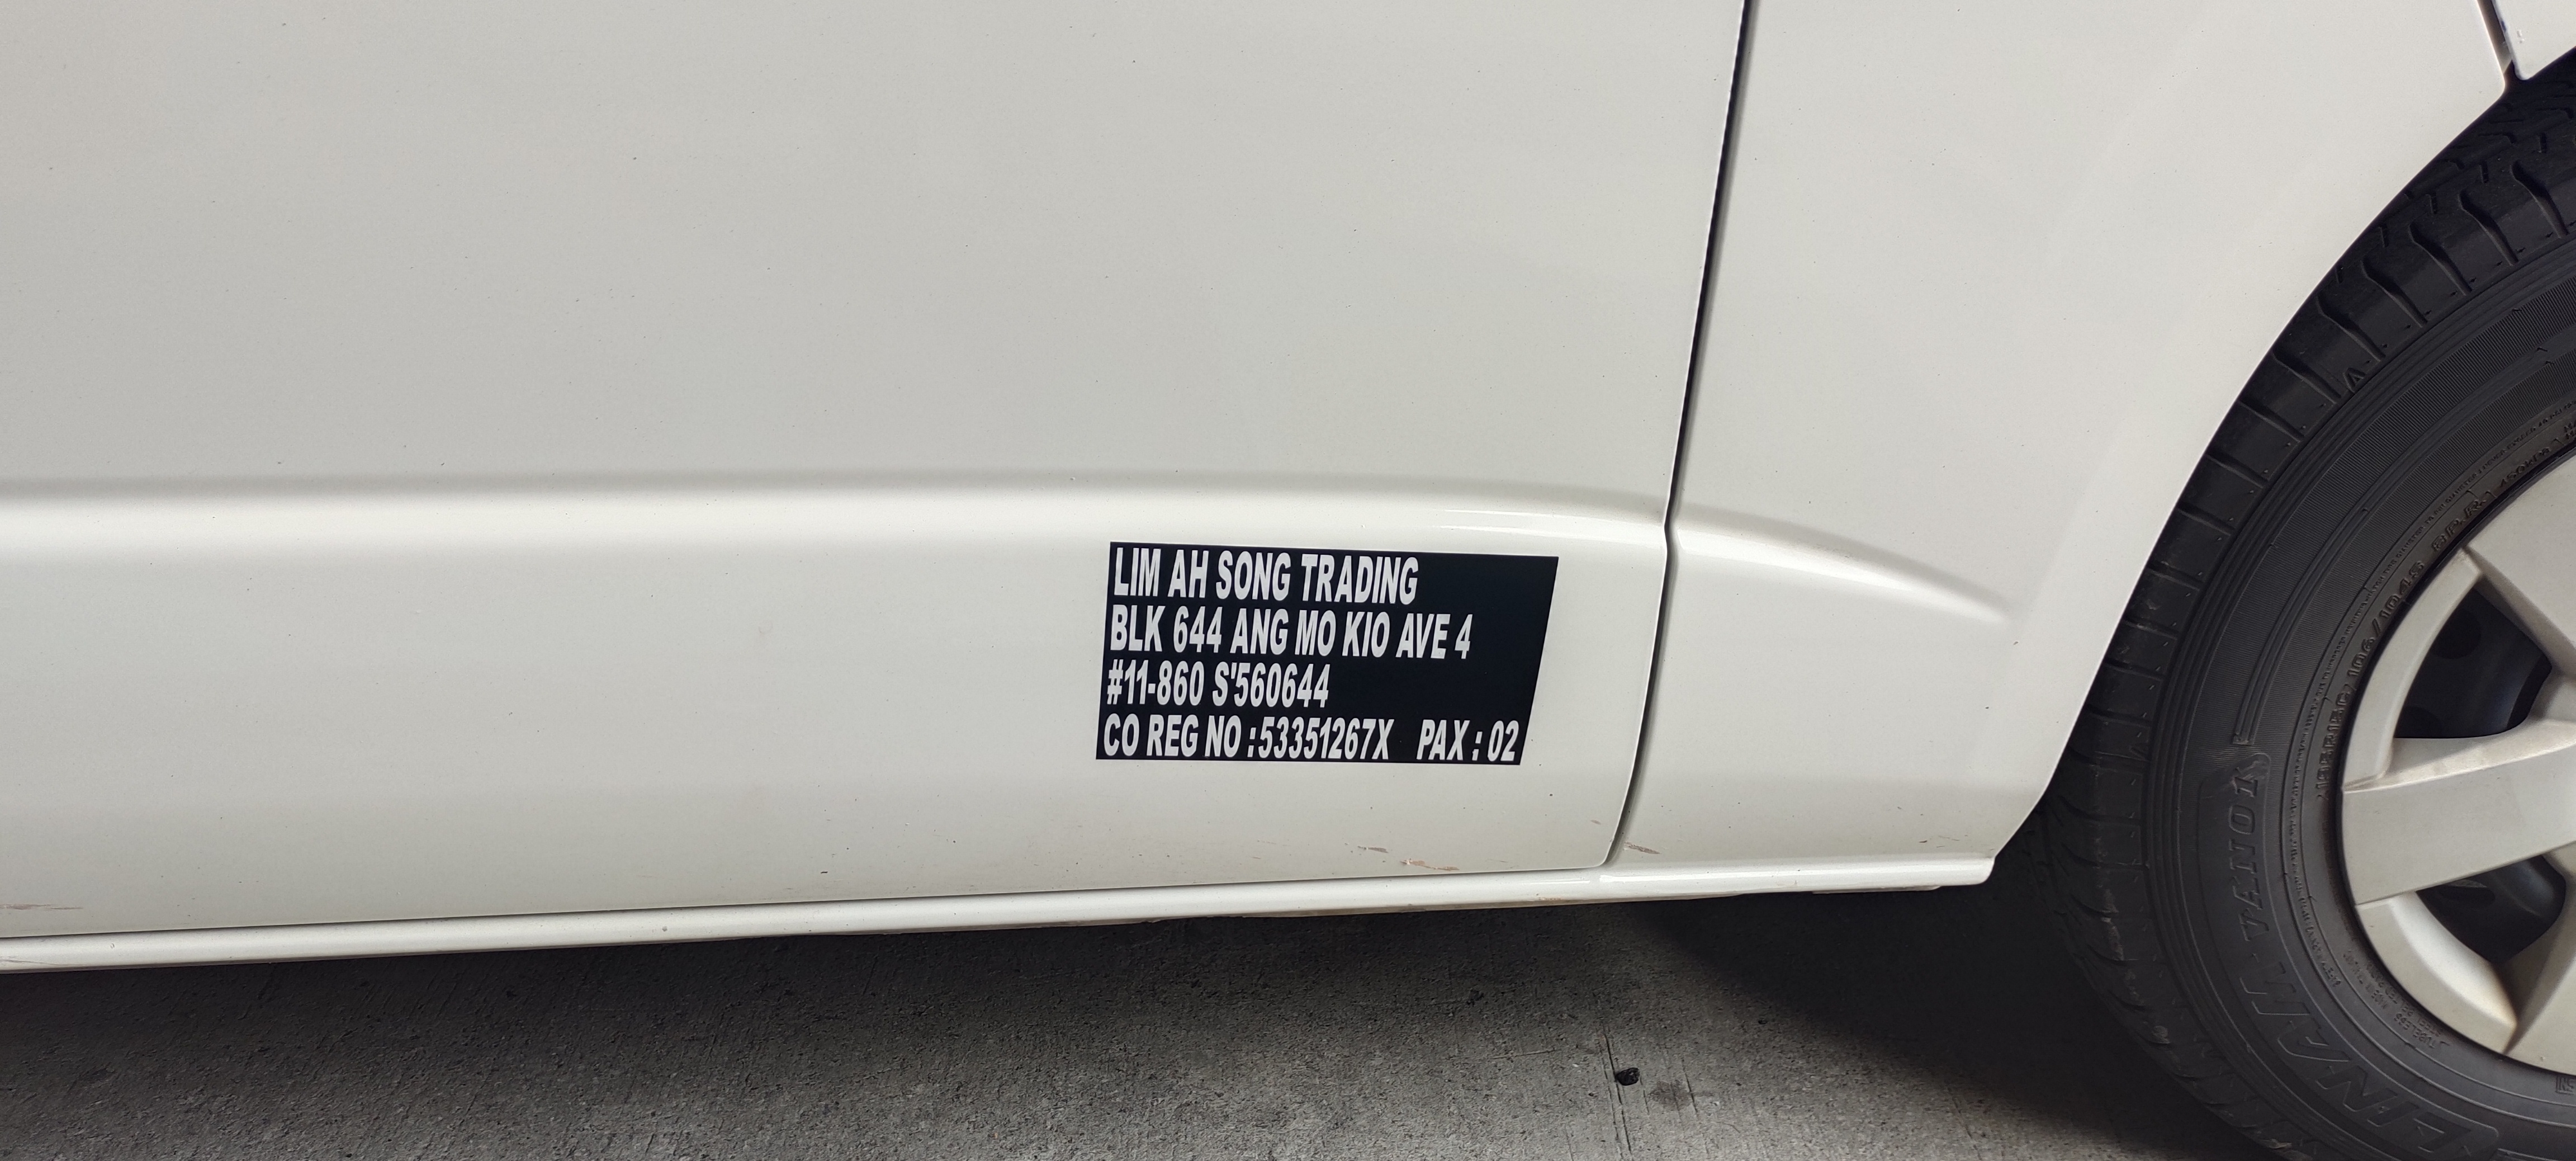 LIM AH SONG TRADING
BLK 644 ANG MO KIO AVE 4
#11-860 S'560644
CO REG NO :53351267X PAX : 02